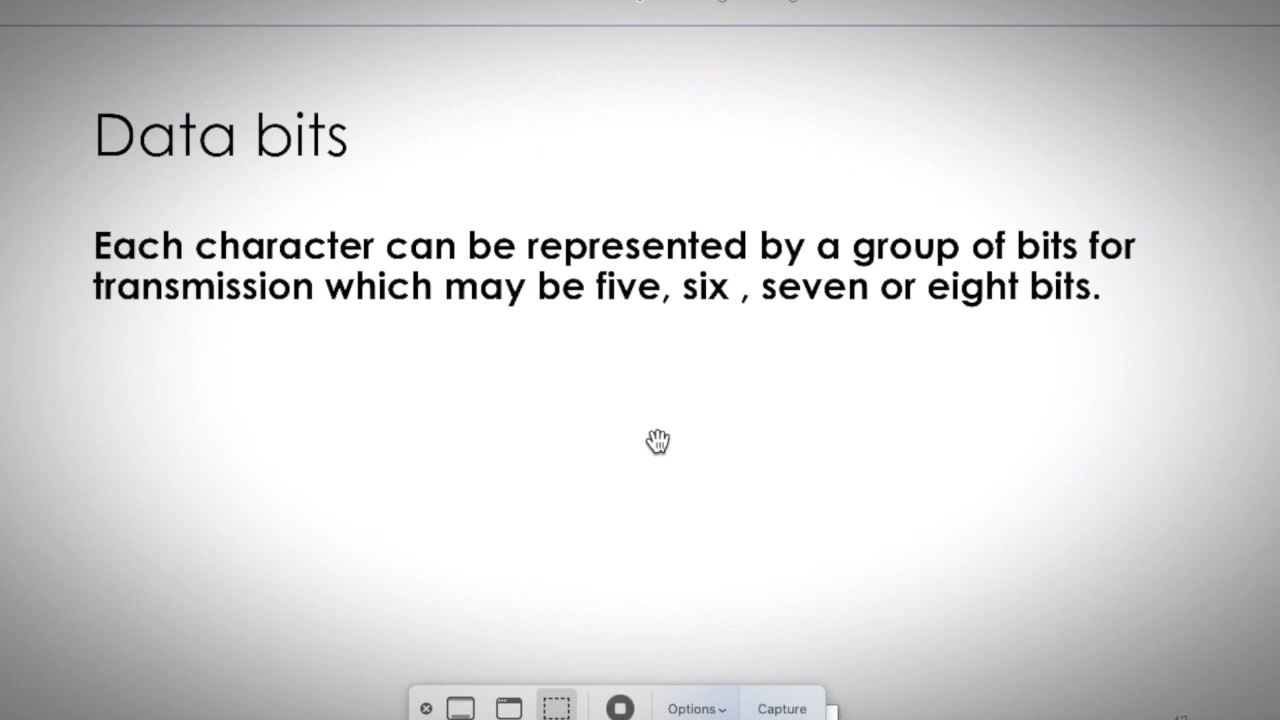 Data bits
Each character can be represented by a group of bits for
transmission which may be five, six , seven or eight bits.
Options
Capture